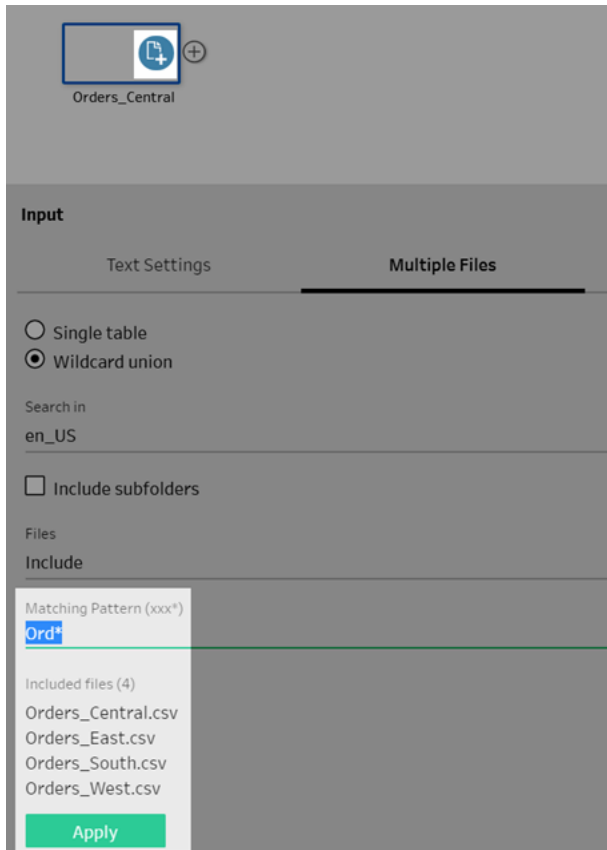 Orders_Central
Input
Text Settings
Multiple Files
Single table
Wildcard union
Search in
en_US
Include subfolders
Files
Include
Matching Pattern (xxx*)
Ord*
Included files (4)
Orders_Central.csv
Orders_East.csv
Orders_South.csv
Orders_West.csv
Apply